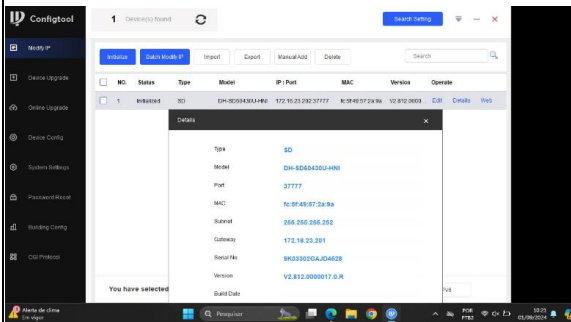 Configtool
1 Device(s) found
Search Setting
Modify IP
Device Upgrade
Online Upgrade
Device Config
System Settings
Password Reset
Building Config
CGI Protocol
Initialize Batch Modify IP Import Export Manual Add Delete Search
NO. Status Type Model IP : Port MAC Version Operate
1 Initialized SD DH-SD60430U-HNI 172.16.23.202:37777 fc:5f:49:57:2a:9a V2.812.0000... Edit Details Web
Details
Type SD
Model DH-SD60430U-HNI
Port 37777
MAC fc:5f:49:57:2a:9a
Subnet 255.255.255.252
Gateway 172.16.23.201
Serial No.
Version V2.812.0000017.0.R
Build Date
You have selected
IPv6
Alerta de clima
Em vigor
Pesquisar
POR
PTB2
10:21
01/06/2024